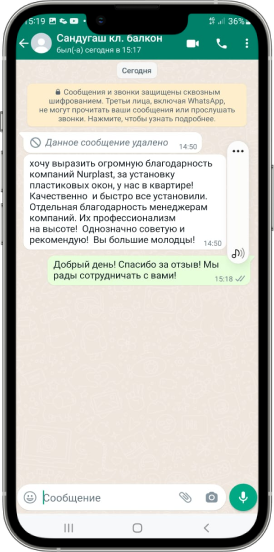 5:19
36%
Сандугаш кл. балкон
был(-а) сегодня в 15:17
Сегодня
Сообщения и звонки защищены сквозным
шифрованием. Третьи лица, включая WhatsApp,
не могут прочитать ваши сообщения или прослушать
звонки. Нажмите, чтобы узнать подробнее.
Данное сообщение удалено 14:50
хочу выразить огромную благодарность
компаний Nurplast, за установку
пластиковых окон, у нас в квартире!
Качественно и быстро все установили.
Отдельная благодарность менеджерам
компаний. Их профессионализм
на высоте! Однозначно советую и
рекомендую! Вы большие молодцы! 14:50
Добрый день! Спасибо за отзыв! Мы
рады сотрудничать с вами! 15:18
Сообщение